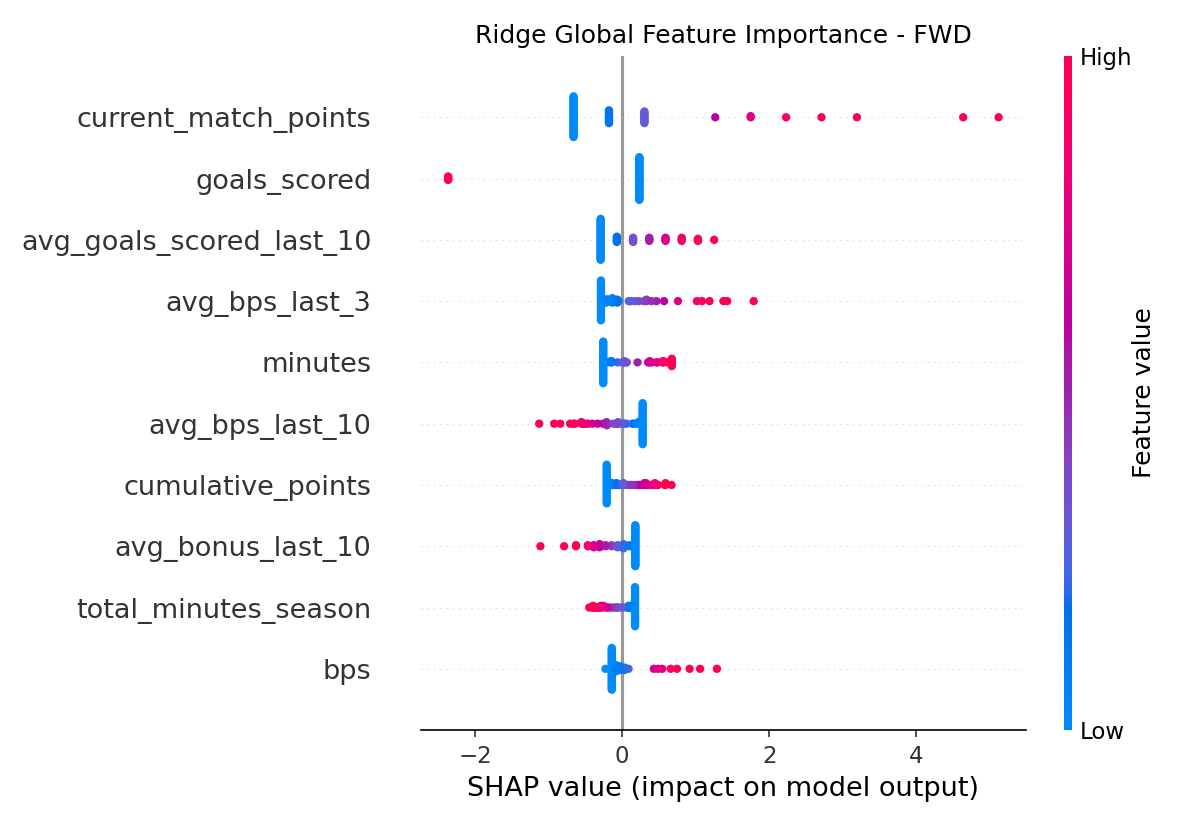 Ridge Global Feature Importance - FWD
High
current_match_points
goals_scored
avg_goals_scored_last_10
avg_bps_last_3
minutes
avg_bps_last_10
cumulative_points
avg_bonus_last_10
total_minutes_season
bps
Feature value
Low
−2 0 2 4
SHAP value (impact on model output)